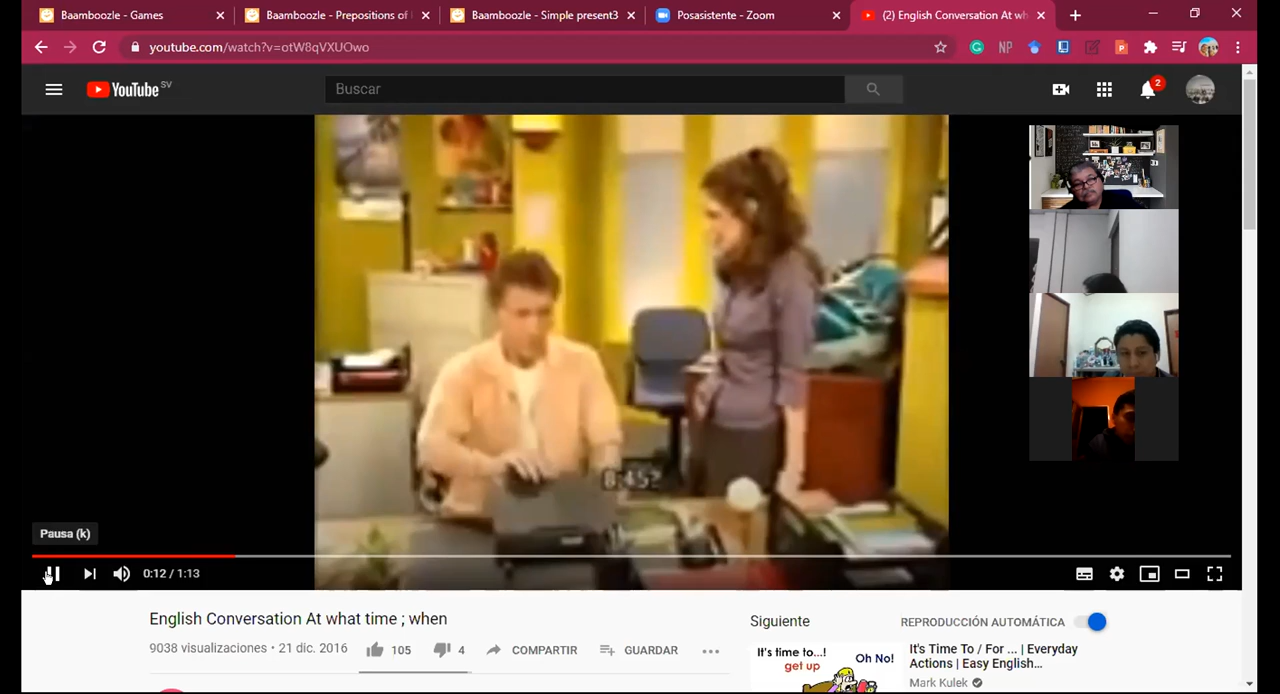 Baamboozle - Games
Baamboozle - Prepositions of
Baamboozle - Simple present3
Posasistente - Zoom
(2) English Conversation At wh
youtube.com/watch?v=otW8qVXUOwo
NP
YouTube SV
Buscar
2
8:45?
Pausa (k)
0:12 / 1:13
English Conversation At what time ; when
9038 visualizaciones • 21 dic. 2016
105
4
COMPARTIR
GUARDAR
Siguiente
REPRODUCCIÓN AUTOMÁTICA
It's time to...!
get up
Oh No!
It's Time To / For ... | Everyday
Actions | Easy English...
Mark Kulek